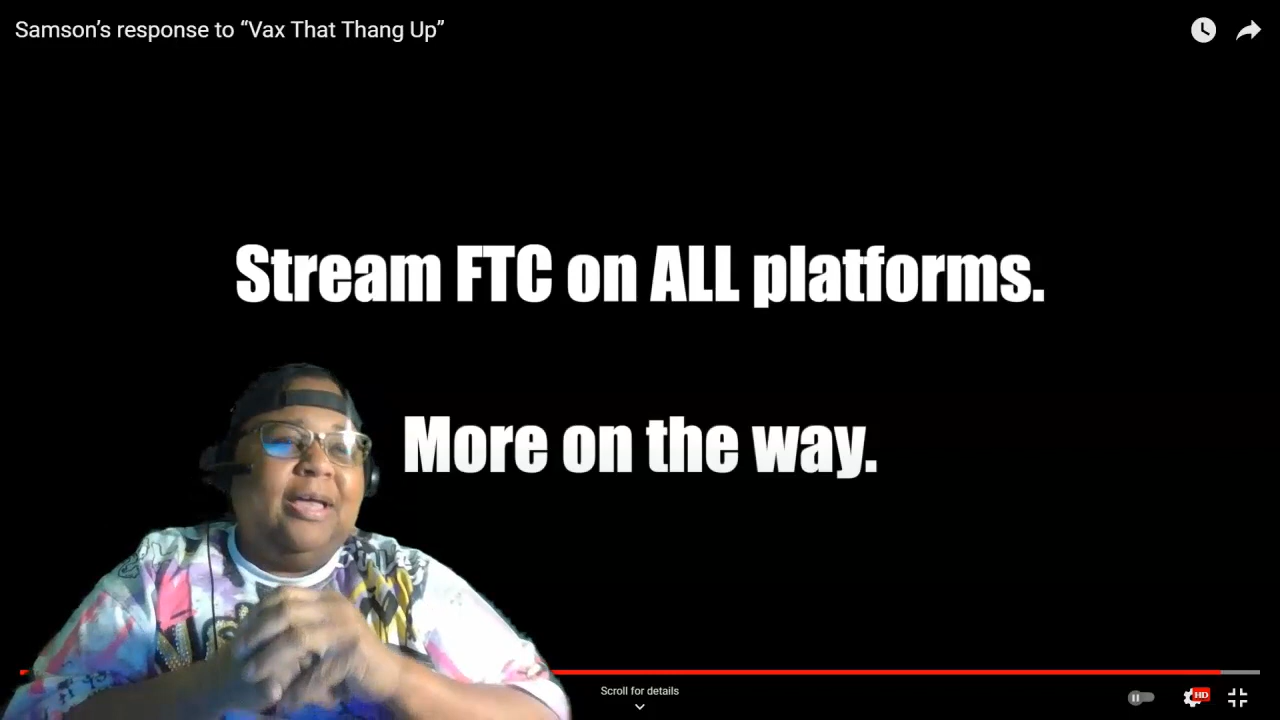 Samson’s response to “Vax That Thang Up”
Stream FTC on ALL platforms.
More on the way.
Scroll for details
HD